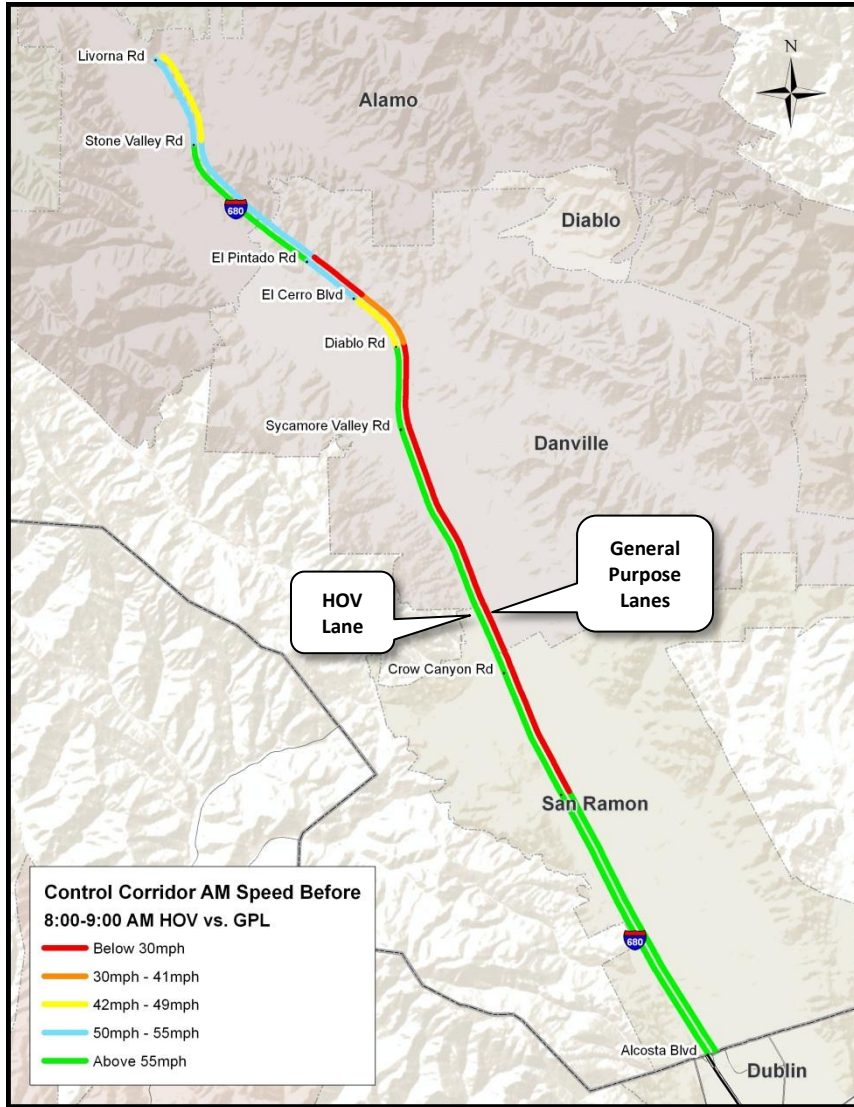 Livorna Rd
N
Alamo
Stone Valley Rd
680
Diablo
El Pintado Rd
El Cerro Blvd
Diablo Rd
Sycamore Valley Rd
Danville
General
Purpose
Lanes
HOV
Lane
Crow Canyon Rd
San Ramon
Control Corridor AM Speed Before
8:00-9:00 AM HOV vs. GPL
Below 30mph
30mph - 41mph
42mph - 49mph
50mph - 55mph
Above 55mph
680
Alcosta Blvd
Dublin